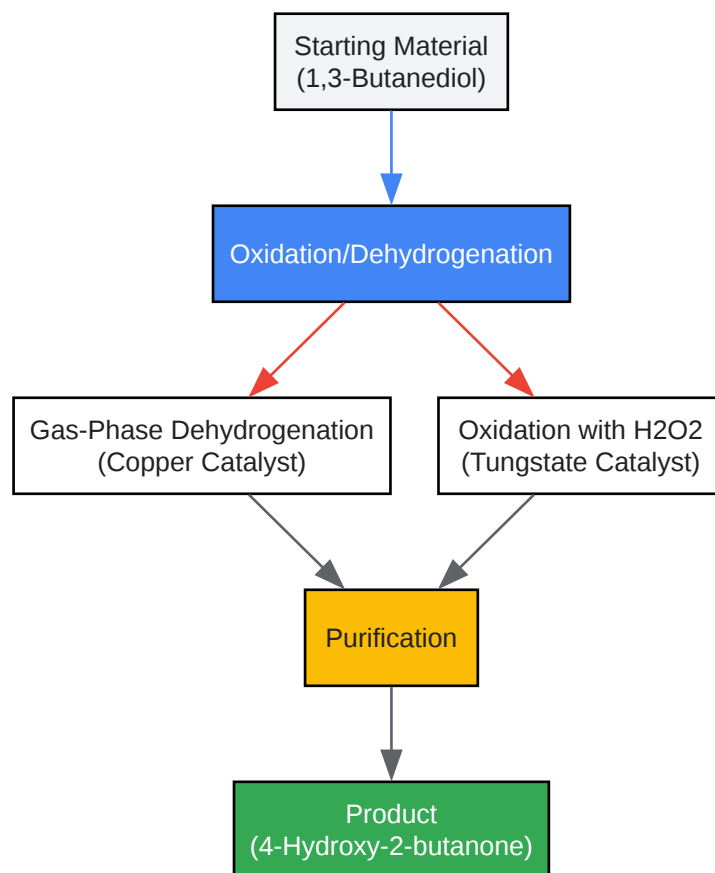 Starting Material
(1,3-Butanediol)
Oxidation/Dehydrogenation
Gas-Phase Dehydrogenation
(Copper Catalyst)
Oxidation with H2O2
(Tungstate Catalyst)
Purification
Product
(4-Hydroxy-2-butanone)